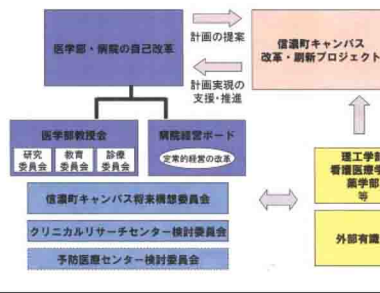 医学部・病院の自己改革
計画の提案
計画実現の
支援・推進
信濃町キャンパス
改革・刷新プロジェクト
医学部教授会
研究
委員会
教育
委員会
診療
委員会
病院経営ボード
定常的経営の改革
信濃町キャンパス将来構想委員会
クリニカルリサーチセンター検討委員会
予防医療センター検討委員会
理工学部
看護医療学
薬学部
等
外部有識